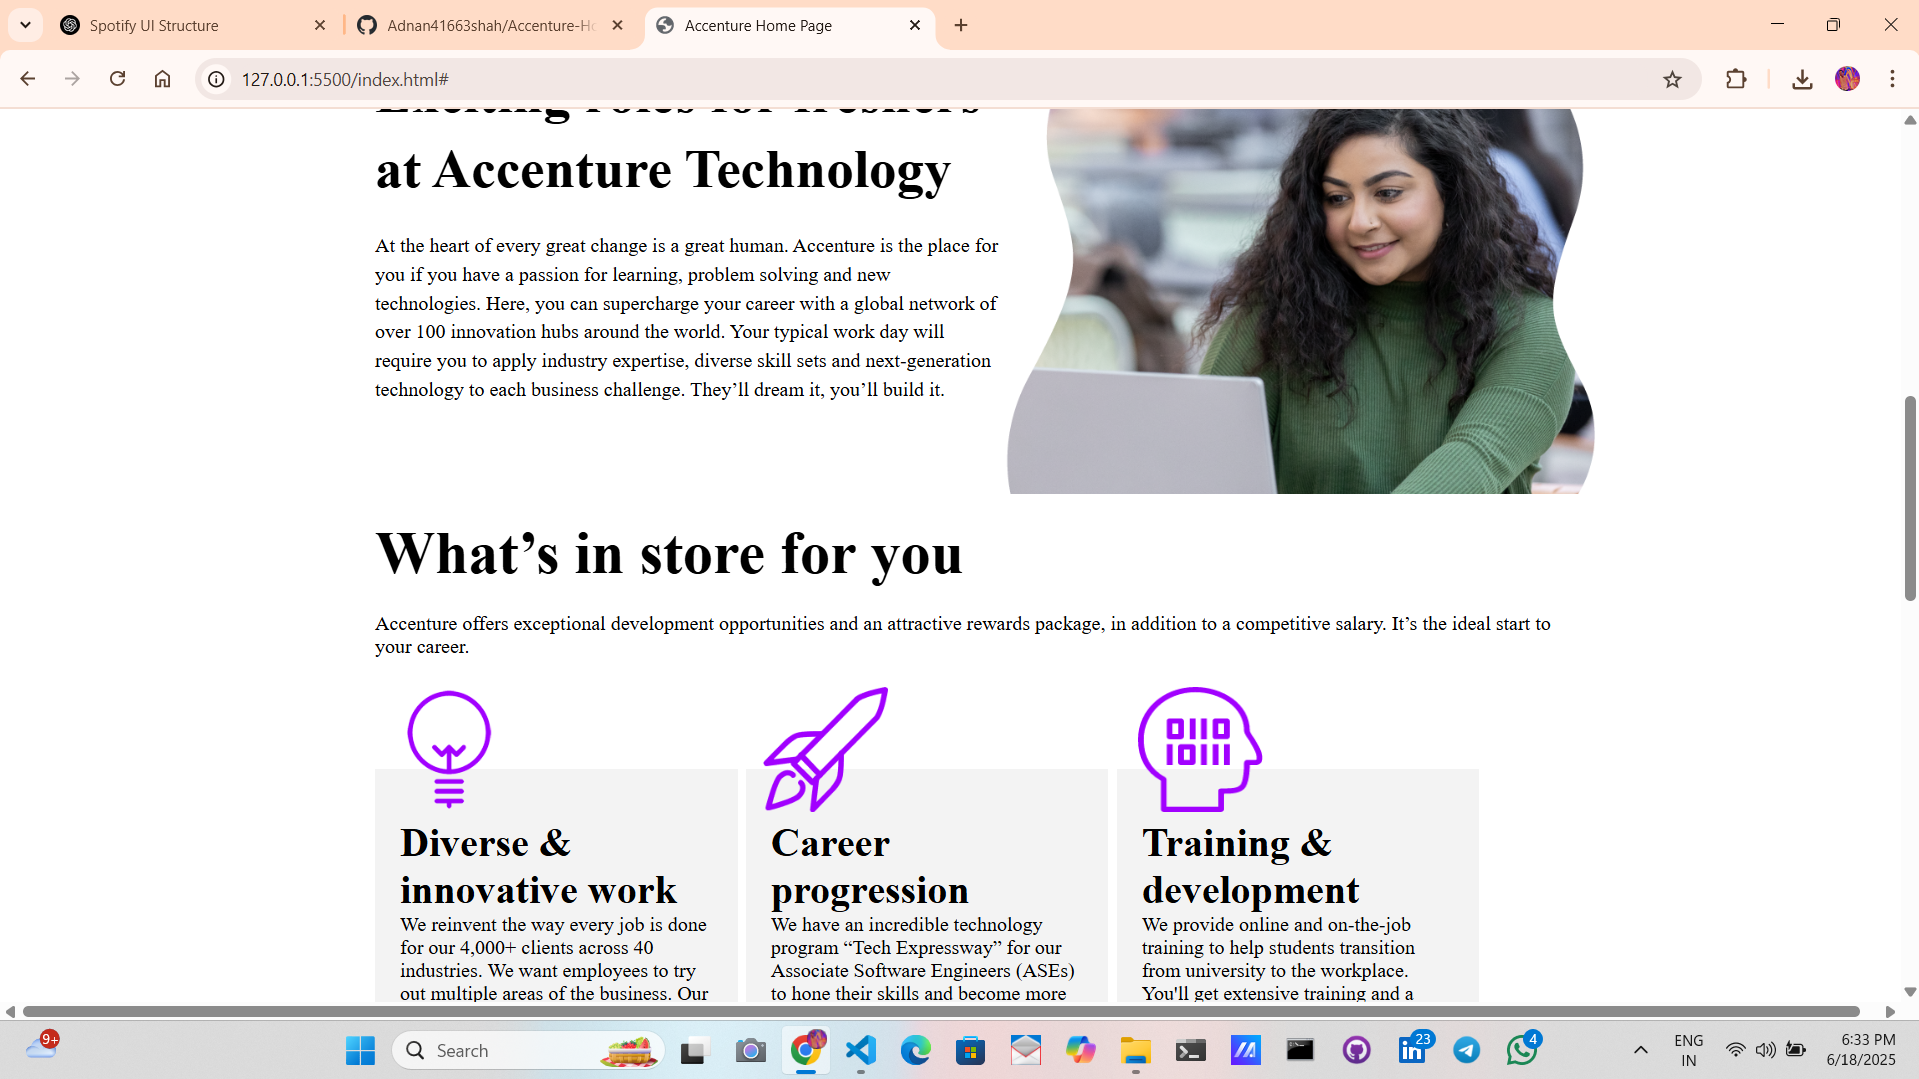 Spotify UI Structure
Adnan41663shah/Accenture-Ho
Accenture Home Page
127.0.0.1:5500/index.html#
Exciting roles for freshers
at Accenture Technology
At the heart of every great change is a great human. Accenture is the place for
you if you have a passion for learning, problem solving and new
technologies. Here, you can supercharge your career with a global network of
over 100 innovation hubs around the world. Your typical work day will
require you to apply industry expertise, diverse skill sets and next-generation
technology to each business challenge. They’ll dream it, you’ll build it.
What’s in store for you
Accenture offers exceptional development opportunities and an attractive rewards package, in addition to a competitive salary. It’s the ideal start to
your career.
0110
10111
Diverse &
innovative work
We reinvent the way every job is done
for our 4,000+ clients across 40
industries. We want employees to try
out multiple areas of the business. Our
Career
progression
We have an incredible technology
program “Tech Expressway” for our
Associate Software Engineers (ASEs)
to hone their skills and become more
Training &
development
We provide online and on-the-job
training to help students transition
from university to the workplace.
You'll get extensive training and a
9+
Search
23
4
ENG
IN
6:33 PM
6/18/2025